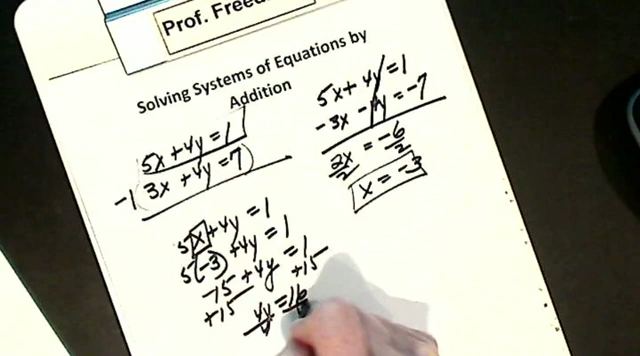 Prof.
Solving Systems of Equations by
Addition
5x + 4y = 1
-1(3x + 4y = 7)
5x + 4y = 1
-3x - 4y = -7
2x = -6
2 2
x = -3
5x + 4y = 1
5(-3) + 4y = 1
-15 + 4y = 1
+15 +15
4y = 16